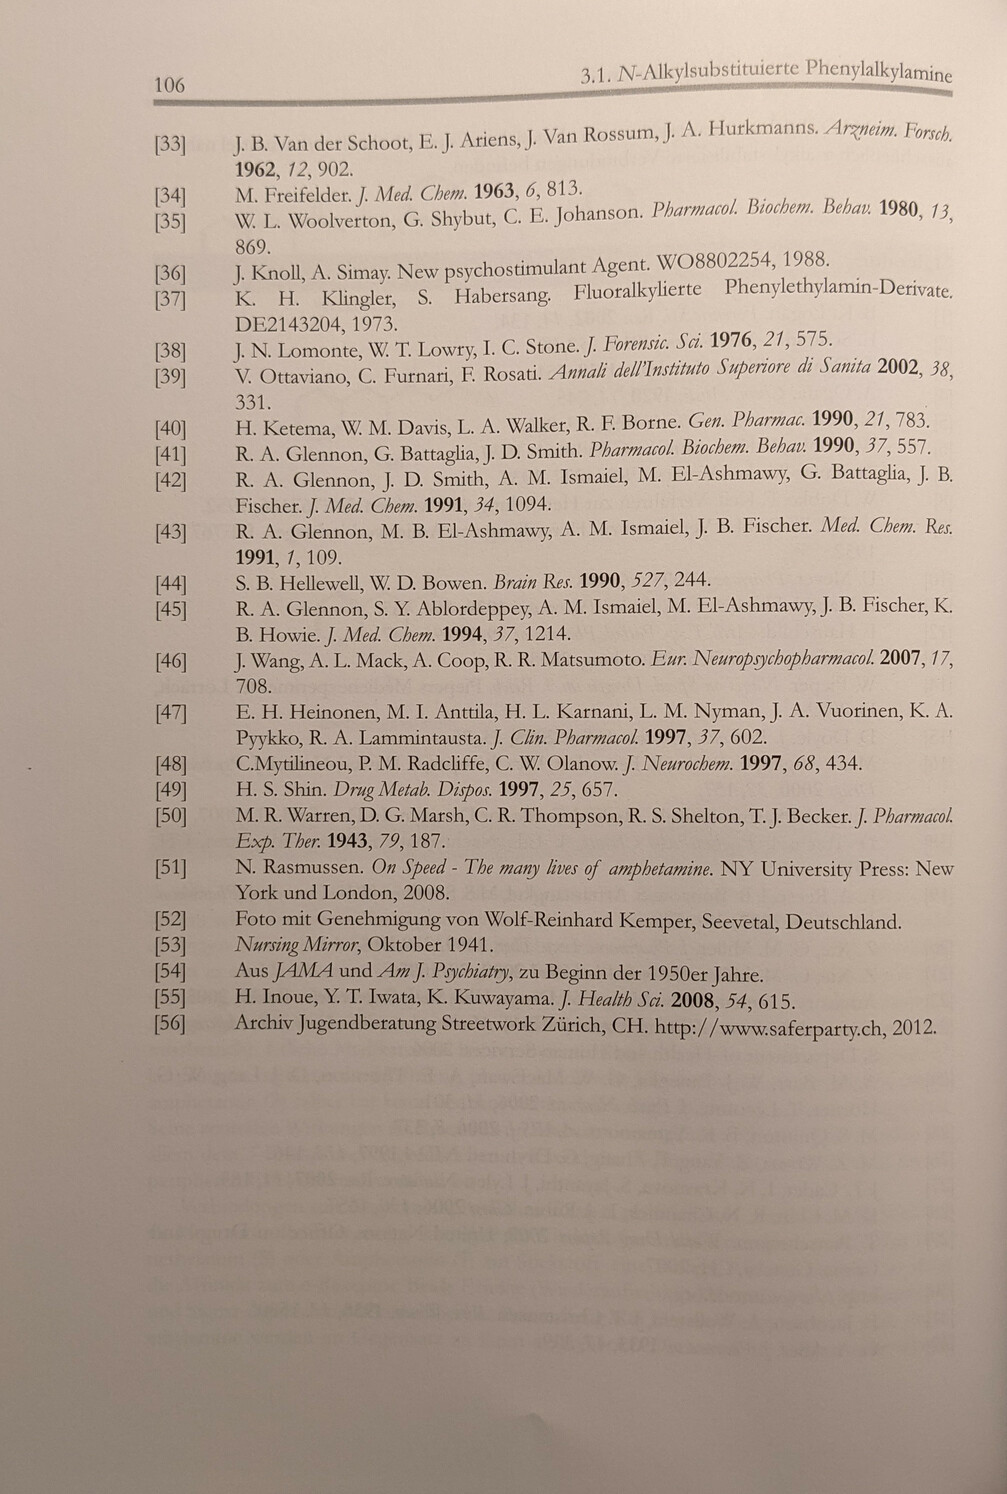 106
3.1. N-Alkylsubstituierte Phenylalkylamine
[33] J. B. Van der Schoot, E. J. Ariens, J. Van Rossum, J. A. Hurkmanns. Arzneim. Forsch.
1962, 12, 902.
[34] M. Freifelder. J. Med. Chem. 1963, 6, 813.
[35] W. L. Woolverton, G. Shybut, C. E. Johanson. Pharmacol. Biochem. Behav. 1980, 13,
869.
[36] J. Knoll, A. Simay. New psychostimulant Agent. WO8802254, 1988.
[37] K. H. Klingler, S. Habersang. Fluoralkylierte Phenylethylamin-Derivate.
DE2143204, 1973.
[38] J. N. Lomonte, W. T. Lowry, I. C. Stone. J. Forensic. Sci. 1976, 21, 575.
[39] V. Ottaviano, C. Furnari, F. Rosati. Annali dell'Instituto Superiore di Sanita 2002, 38,
331.
[40] H. Ketema, W. M. Davis, L. A. Walker, R. F. Borne. Gen. Pharmac. 1990, 21, 783.
[41] R. A. Glennon, G. Battaglia, J. D. Smith. Pharmacol. Biochem. Behav. 1990, 37, 557.
[42] R. A. Glennon, J. D. Smith, A. M. Ismaiel, M. El-Ashmawy, G. Battaglia, J. B.
Fischer. J. Med. Chem. 1991, 34, 1094.
[43] R. A. Glennon, M. B. El-Ashmawy, A. M. Ismaiel, J. B. Fischer. Med. Chem. Res.
1991, 1, 109.
[44] S. B. Hellewell, W. D. Bowen. Brain Res. 1990, 527, 244.
[45] R. A. Glennon, S. Y. Ablordeppey, A. M. Ismaiel, M. El-Ashmawy, J. B. Fischer, K.
B. Howie. J. Med. Chem. 1994, 37, 1214.
[46] J. Wang, A. L. Mack, A. Coop, R. R. Matsumoto. Eur. Neuropsychopharmacol. 2007, 17,
708.
[47] E. H. Heinonen, M. I. Anttila, H. L. Karnani, L. M. Nyman, J. A. Vuorinen, K. A.
Pyykko, R. A. Lammintausta. J. Clin. Pharmacol. 1997, 37, 602.
[48] C.Mytilineou, P. M. Radcliffe, C. W. Olanow. J. Neurochem. 1997, 68, 434.
[49] H. S. Shin. Drug Metab. Dispos. 1997, 25, 657.
[50] M. R. Warren, D. G. Marsh, C. R. Thompson, R. S. Shelton, T. J. Becker. J. Pharmacol.
Exp. Ther. 1943, 79, 187.
[51] N. Rasmussen. On Speed - The many lives of amphetamine. NY University Press: New
York und London, 2008.
[52] Foto mit Genehmigung von Wolf-Reinhard Kemper, Seevetal, Deutschland.
[53] Nursing Mirror, Oktober 1941.
[54] Aus JAMA und Am J. Psychiatry, zu Beginn der 1950er Jahre.
[55] H. Inoue, Y. T. Iwata, K. Kuwayama. J. Health Sci. 2008, 54, 615.
[56] Archiv Jugendberatung Streetwork Zürich, CH. http://www.saferparty.ch, 2012.